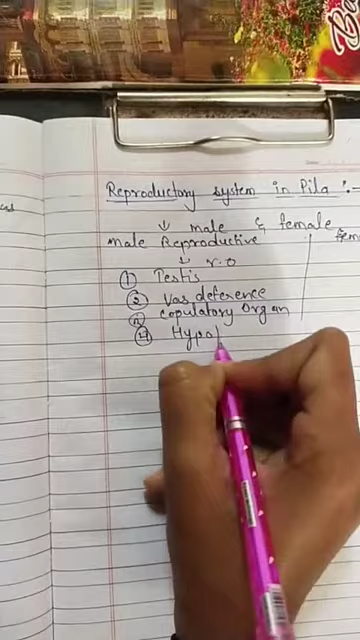 Reproductory system in Pila :-
↓ male & female
male Reproductive
↓ r.o
① Testis
② Vas deference
③ copulatory Organ
④ Hypo